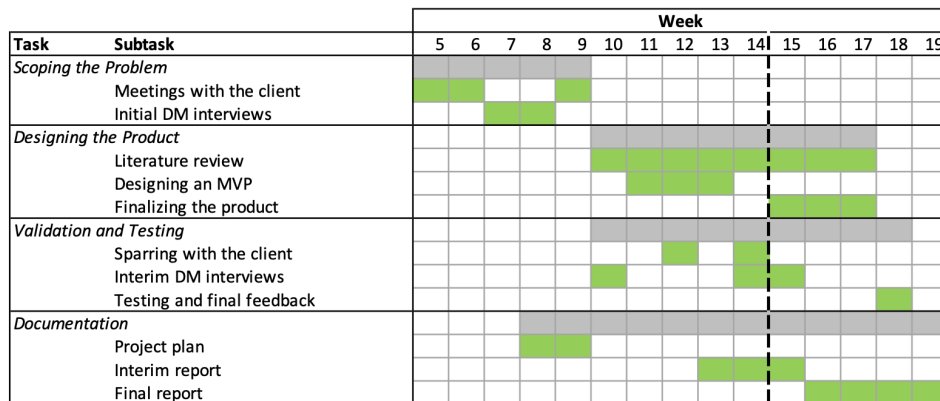 Week
Task Subtask 5 6 7 8 9 10 11 12 13 14 15 16 17 18 19
Scoping the Problem
Meetings with the client
Initial DM interviews
Designing the Product
Literature review
Designing an MVP
Finalizing the product
Validation and Testing
Sparring with the client
Interim DM interviews
Testing and final feedback
Documentation
Project plan
Interim report
Final report